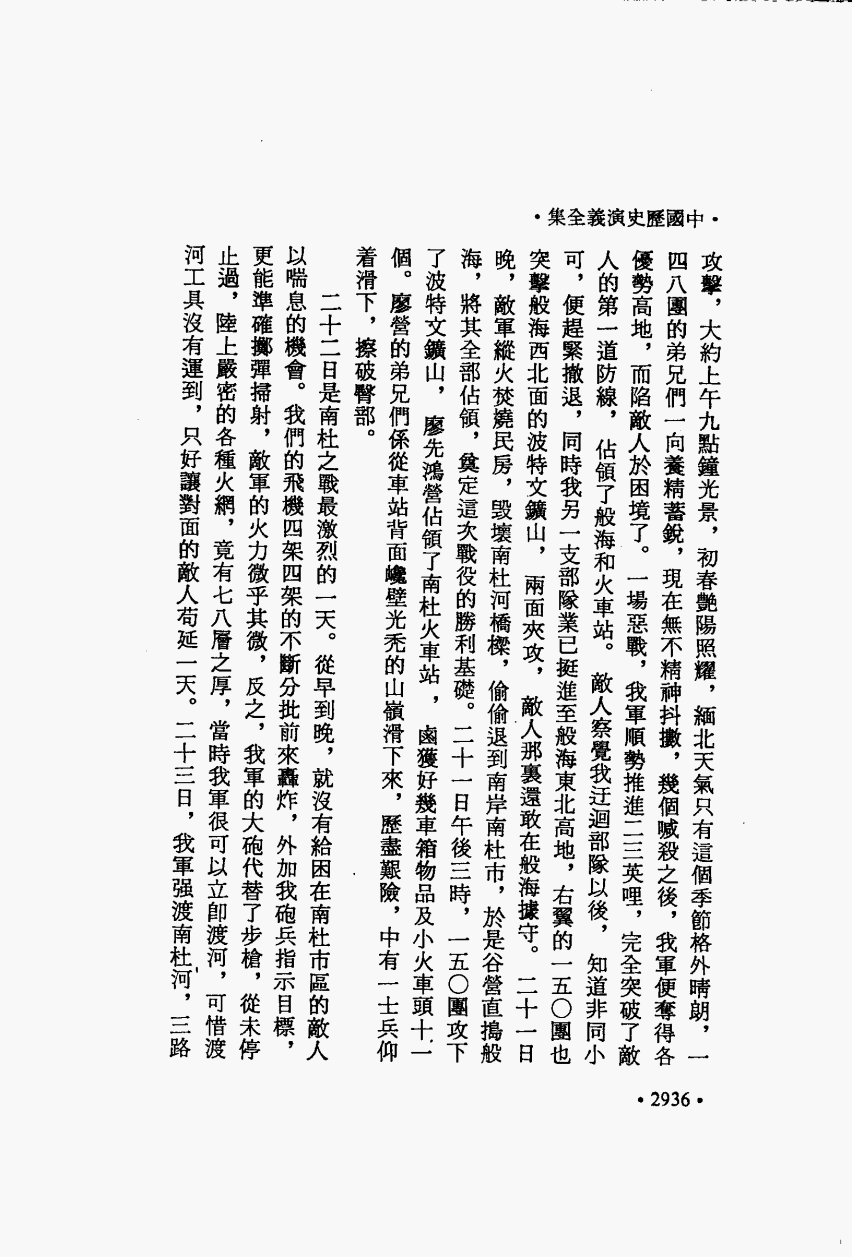 •中國歷史演義全集•
攻擊，大約上午九點鐘光景，初春艷陽照耀，緬北天氣只有這個季節格外晴朗，一
四八團的弟兄們一向養精蓄銳，現在無不精神抖擻，幾個喊殺之後，我軍便奪得各
優勢高地，而陷敵人於困境了。一場惡戰，我軍順勢推進二三英哩，完全突破了敵
人的第一道防線，佔領了般海和火車站。敵人察覺我迂迴部隊以後，知道非同小
可，便趕緊撤退，同時我另一支部隊業已挺進至般海東北高地，右翼的一五〇團也
突擊般海西北面的波特文鑛山，兩面夾攻，敵人那裏還敢在般海據守。二十一日
晚，敵軍縱火焚燒民房，毀壞南杜河橋樑，偷偷退到南岸南杜市，於是谷營直搗般
海，將其全部佔領，奠定這次戰役的勝利基礎。二十一日午後三時，一五〇團攻下
了波特文鑛山，廖先鴻營佔領了南杜火車站，鹵獲好幾車箱物品及小火車頭十一
個。廖營的弟兄們係從車站背面巉壁光禿的山嶺滑下來，歷盡艱險，中有一士兵仰
着滑下，擦破臀部。
二十二日是南杜之戰最激烈的一天。從早到晚，就沒有給困在南杜市區的敵人
以喘息的機會。我們的飛機四架四架的不斷分批前來轟炸，外加我砲兵指示目標，
更能準確擲彈掃射，敵軍的火力微乎其微，反之，我軍的大砲代替了步槍，從未停
止過，陸上嚴密的各種火網，竟有七八層之厚，當時我軍很可以立卽渡河，可惜渡
河工具沒有運到，只好讓對面的敵人苟延一天。二十三日，我軍强渡南杜河，三路
•2936•